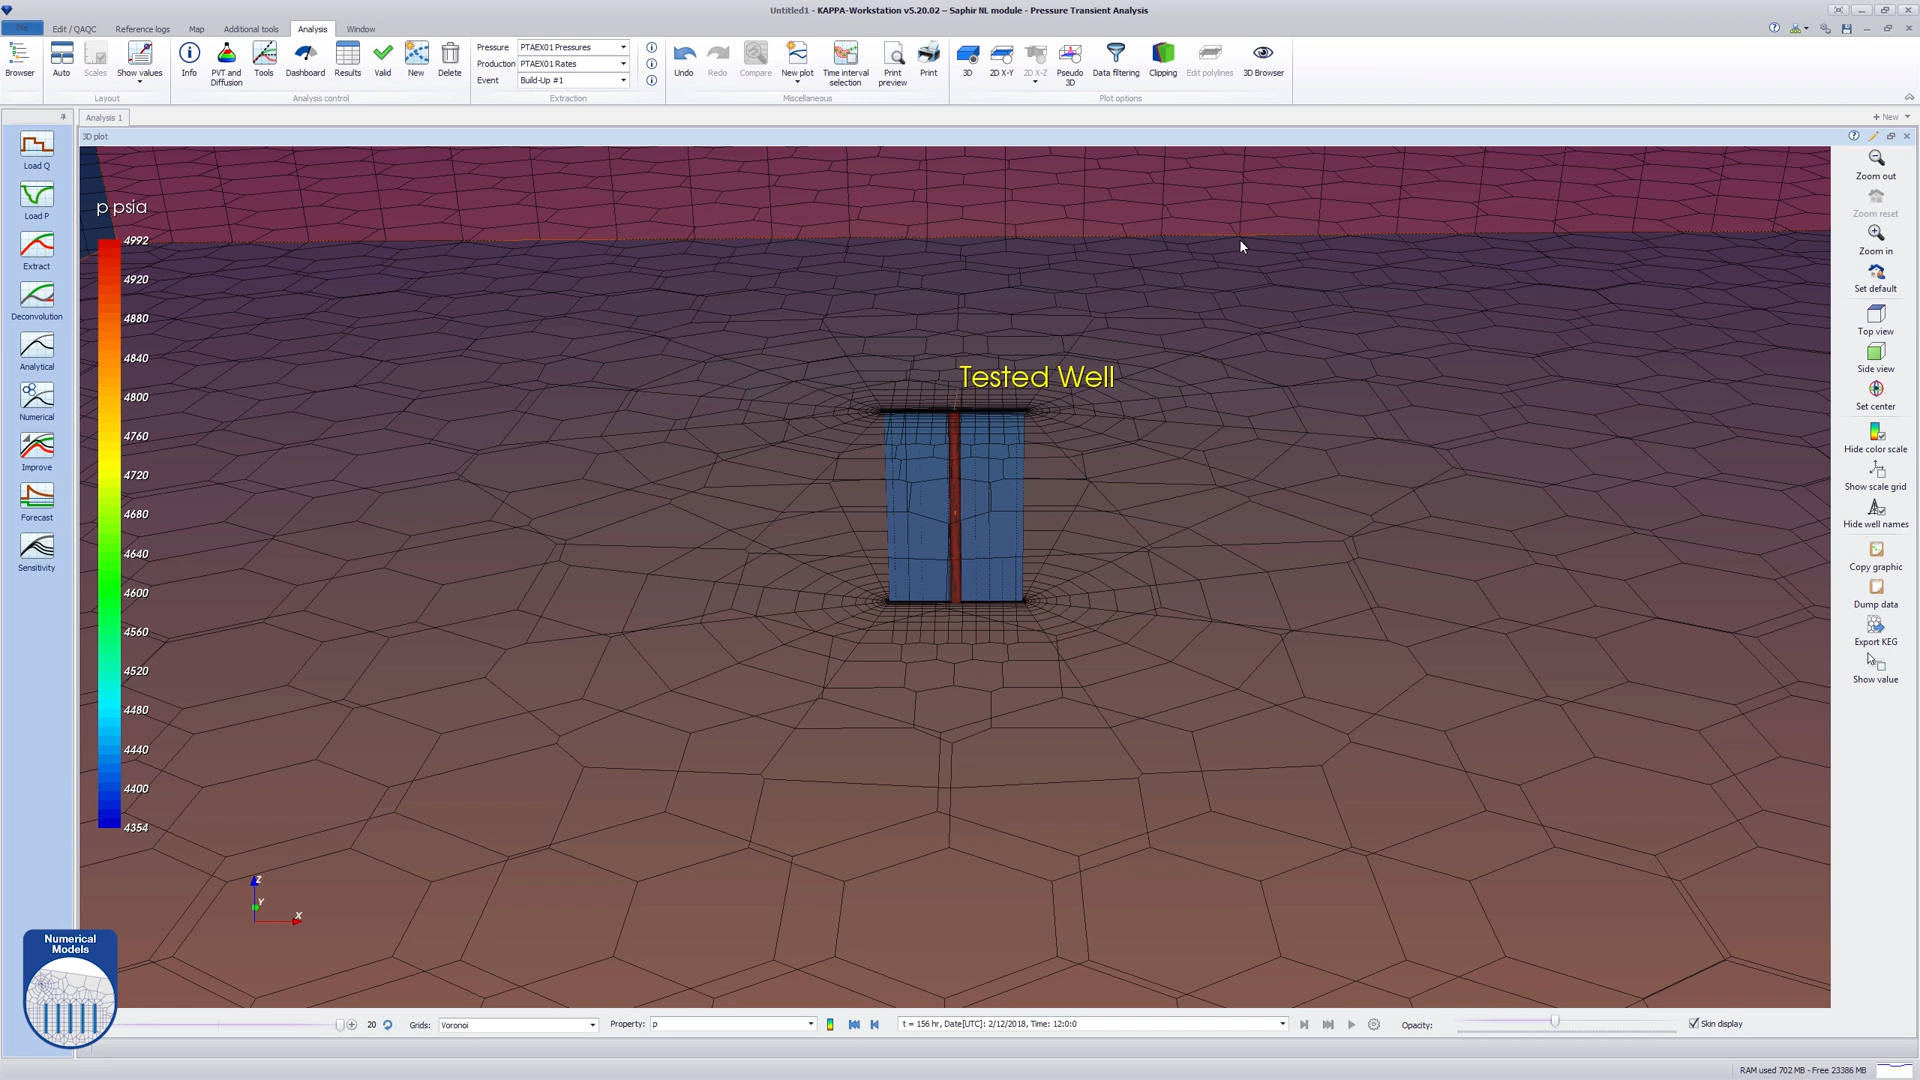 Untitled1 - KAPPA-Workstation v5.20.02 – Saphir NL module - Pressure Transient Analysis
Edit / QAQC
Reference logs
Map
Additional tools
Analysis
Window
Browser
Auto
Scales
Show values
Info
PVT and Diffusion
Tools
Dashboard
Results
Valid
New
Delete
Pressure
PTAEX01 Pressures
Production
PTAEX01 Rates
Event
Build-Up #1
Undo
Redo
Compare
New plot
Time interval selection
Print preview
Print
3D
2D X-Y
2D X-Z
Pseudo 3D
Data filtering
Clipping
Edit polylines
3D Browser
Layout
Analysis control
Extraction
Miscellaneous
Plot options
Analysis 1
+ New
3D plot
Load Q
Load P
Extract
Deconvolution
Analytical
Numerical
Improve
Forecast
Sensitivity
p psia
4992
4920
4880
4840
4800
4760
4720
4680
4640
4600
4560
4520
4480
4440
4400
4354
Tested Well
Z
Y
X
Zoom out
Zoom reset
Zoom in
Set default
Top view
Side view
Set center
Hide color scale
Show scale grid
Hide well names
Copy graphic
Dump data
Export KEG
Show value
Numerical
Models
20
Grids:
Voronoi
Property:
p
t = 156 hr, Date[UTC]: 2/12/2018, Time: 12:0:0
Opacity:
Skin display
RAM used 702 MB - Free 23386 MB